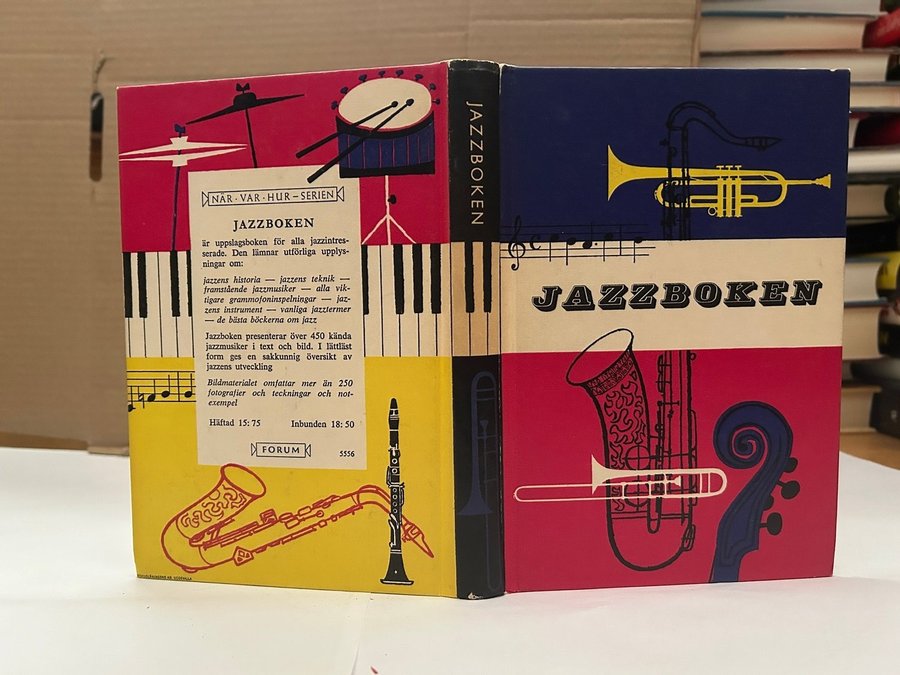 NÄR·VAR·HUR–SERIEN
JAZZBOKEN
är uppslagsboken för alla jazzintres-
serade. Den lämnar utförliga upplys-
ningar om:
jazzens historia — jazzens teknik —
framstående jazzmusiker — alla vik-
tigare grammofoninspelningar — jaz-
zens instrument — vanliga jazztermer
— de bästa böckerna om jazz
Jazzboken presenterar över 450 kända
jazzmusiker i text och bild. I lättläst
form ges en sakkunnig översikt av
jazzens utveckling
Bildmaterialet omfattar mer än 250
fotografier och teckningar och not-
exempel
Häftad 15:75 Inbunden 18:50
FORUM 5556
JAZZBOKEN
JAZZBOKEN